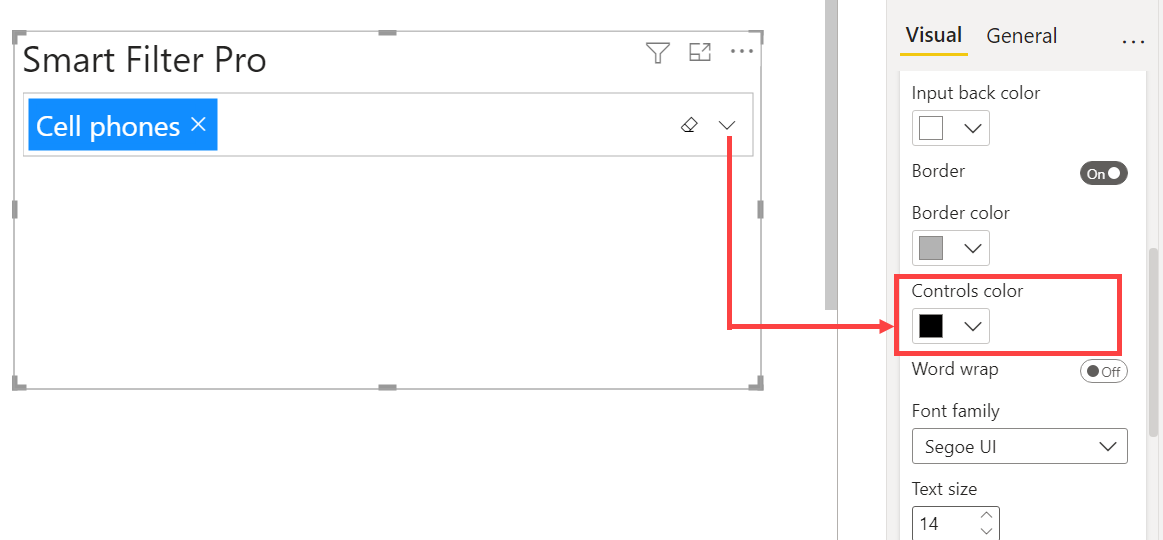 Smart Filter Pro
Cell phones
Visual General
Input back color
Border
On
Border color
Controls color
Word wrap
Off
Font family
Segoe UI
Text size
14